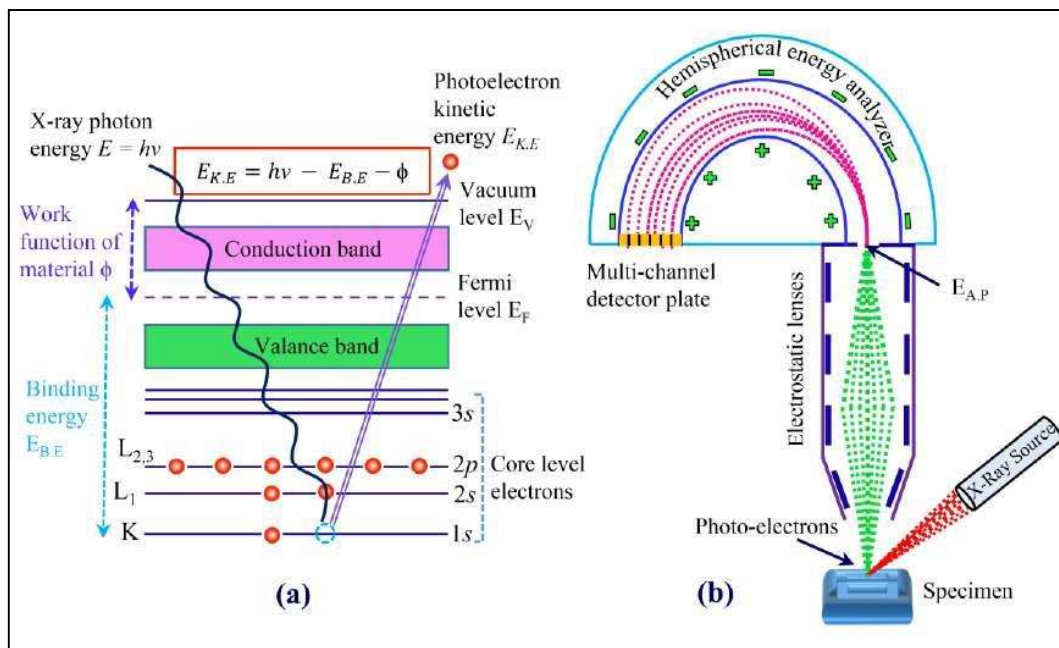 X-ray photon
energy E = hν
Photoelectron
kinetic
energy E_{K.E}
E_{K.E} = hν − E_{B.E} − ϕ
Vacuum
level E_V
Work
function of
material ϕ
Conduction band
Fermi
level E_F
Valance band
Binding
energy
E_{B.E}
3s
L_{2,3}
2p
Core level
electrons
L_1
2s
K
1s
(a)
Hemispherical energy analyzer
Multi-channel
detector plate
E_{A.P}
Electrostatic lenses
X-Ray Source
Photo-electrons
Specimen
(b)